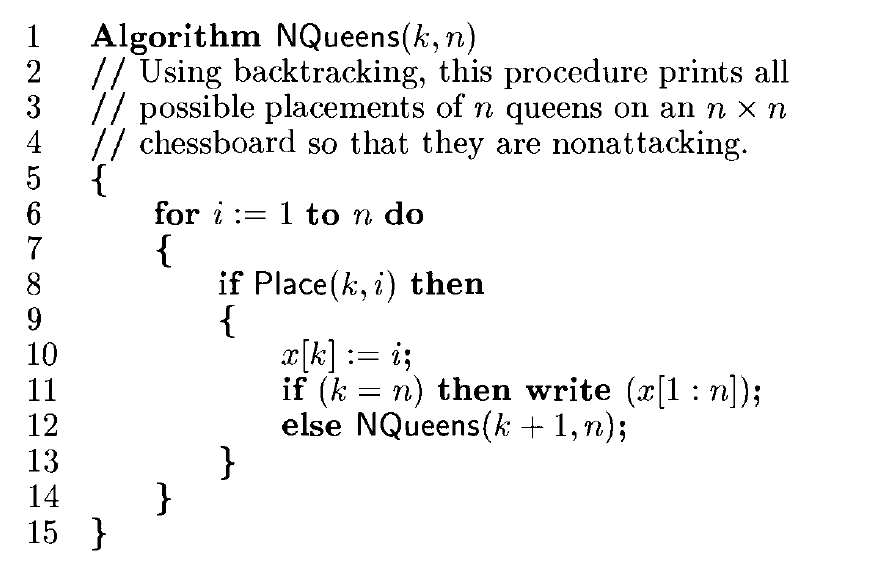 1 Algorithm NQueens(k, n)
2 // Using backtracking, this procedure prints all
3 // possible placements of n queens on an n × n
4 // chessboard so that they are nonattacking.
5 {
6 for i := 1 to n do
7 {
8 if Place(k, i) then
9 {
10 x[k] := i;
11 if (k = n) then write (x[1 : n]);
12 else NQueens(k + 1, n);
13 }
14 }
15 }